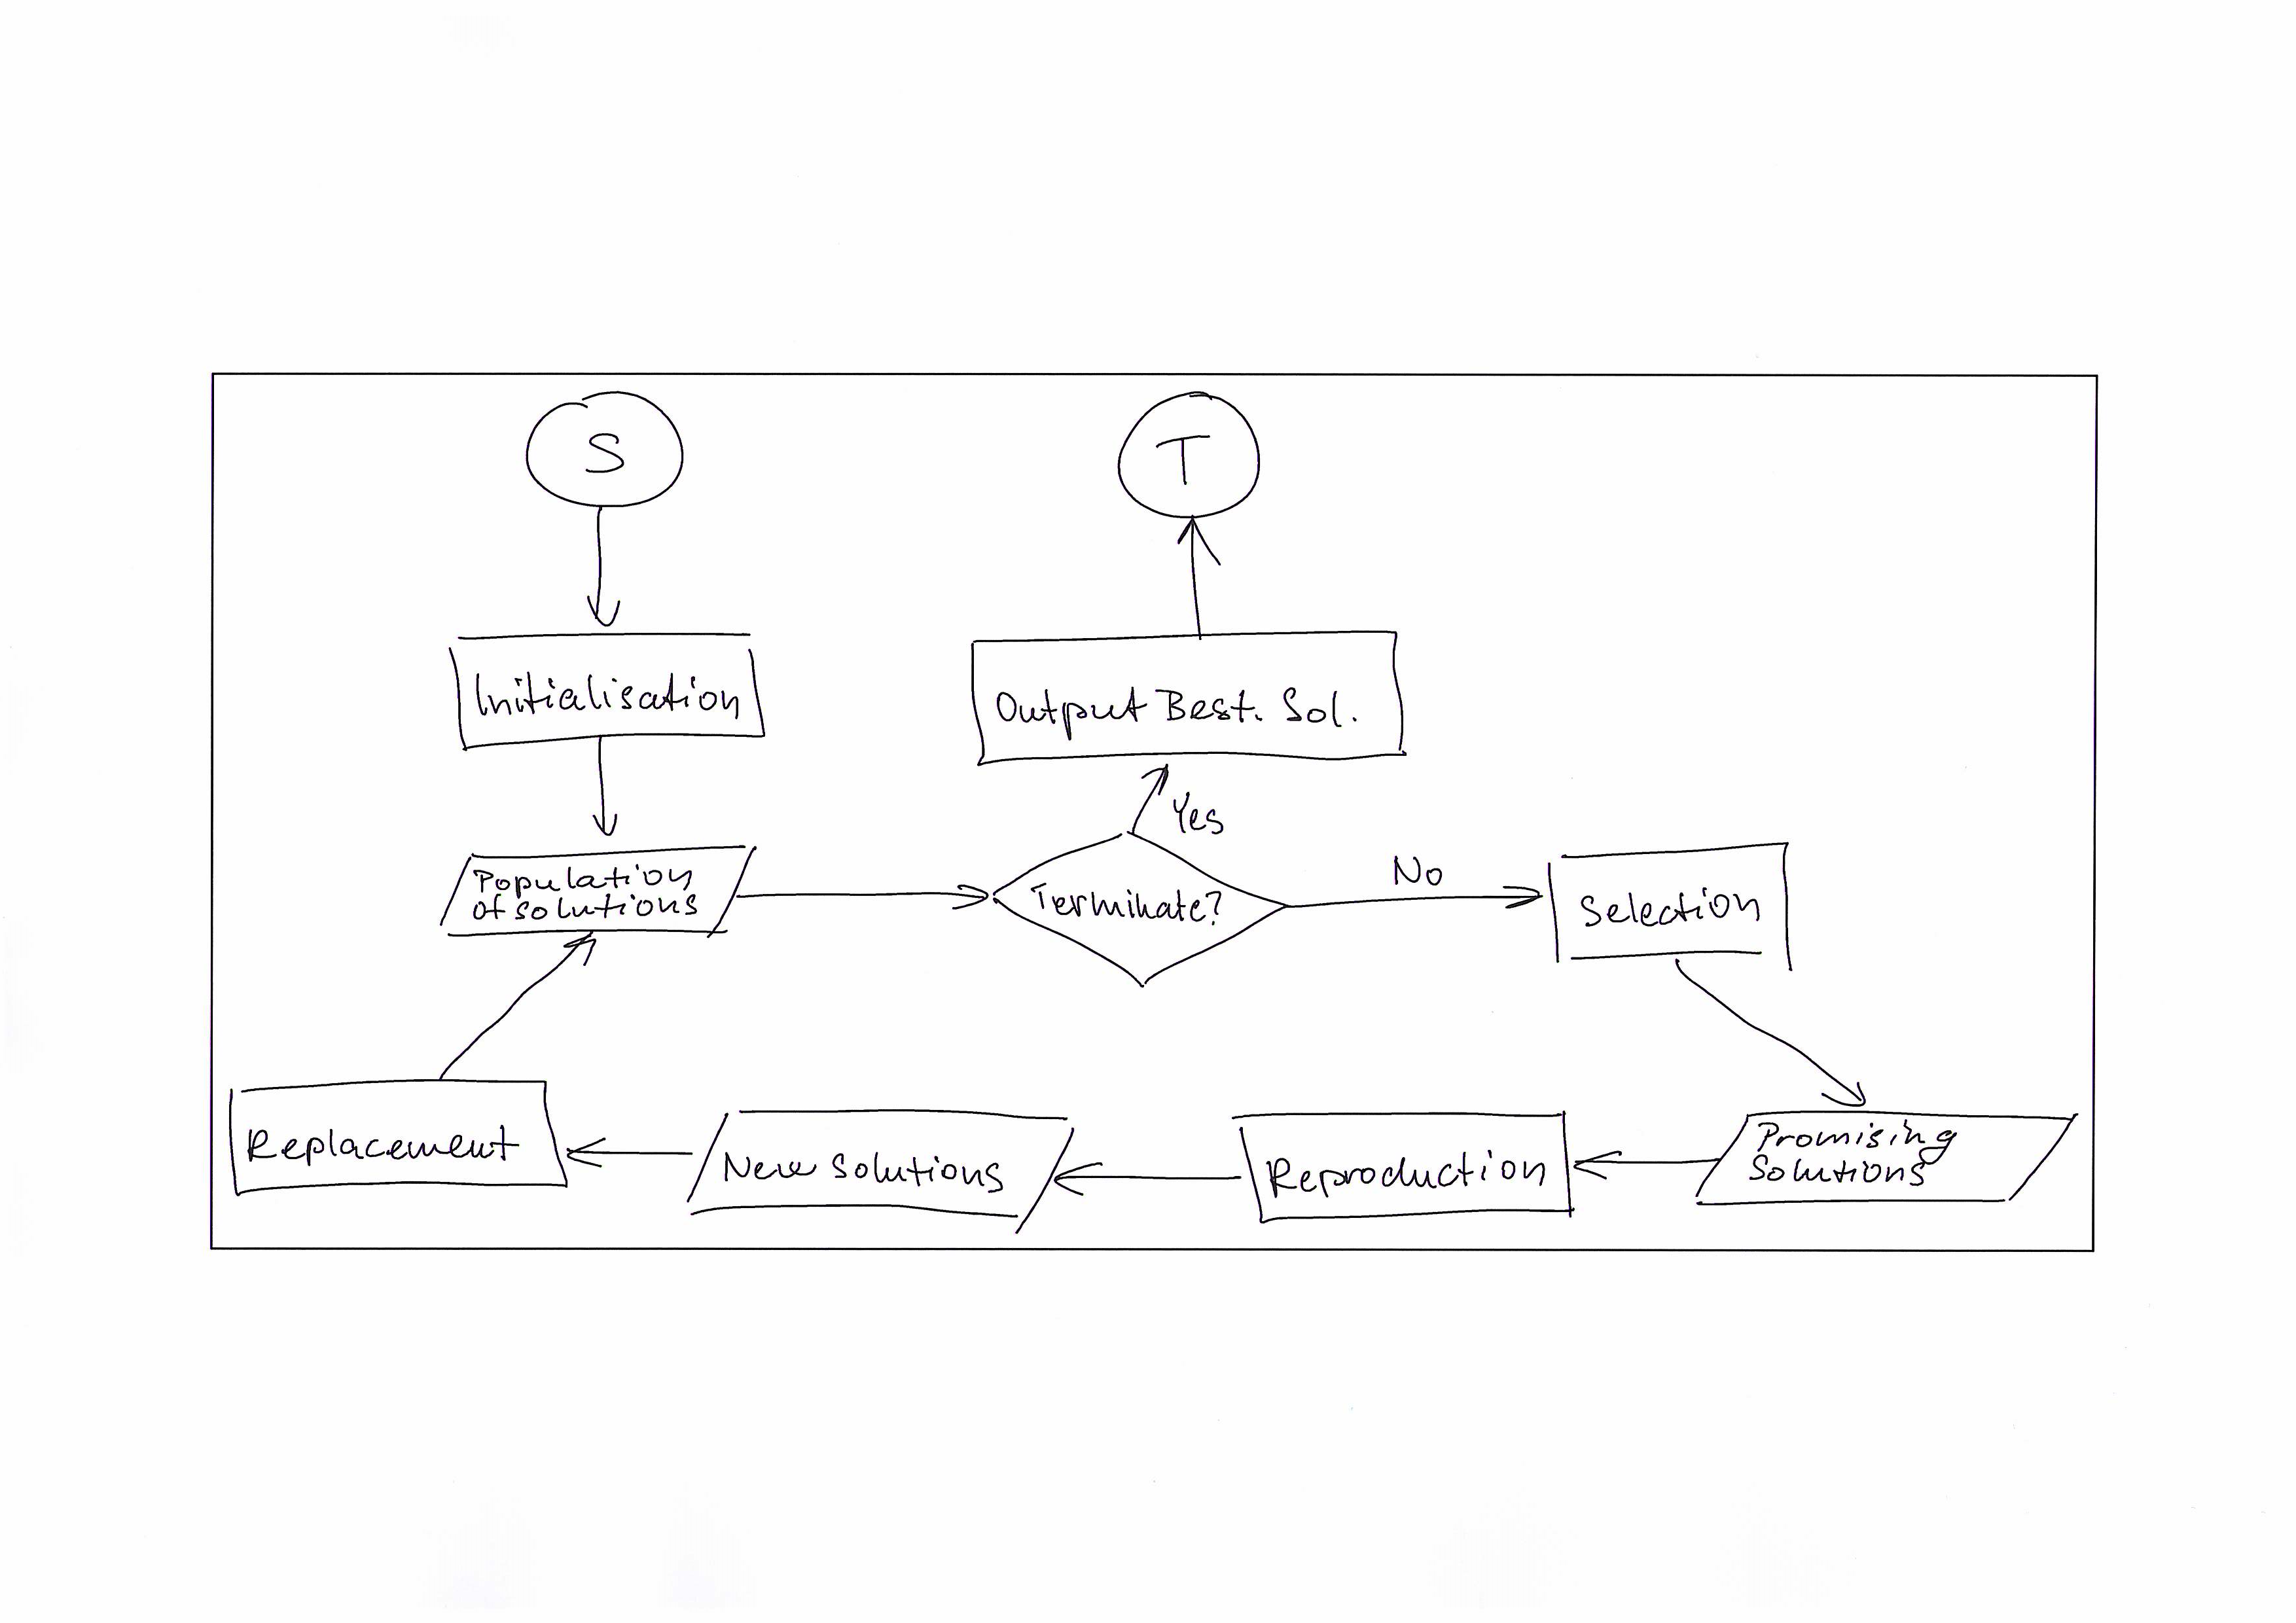 S
T
Initialisation
Output Best. Sol.
Yes
Population
of solutions
Terminate?
No
Selection
Replacement
New solutions
Reproduction
Promising
Solutions